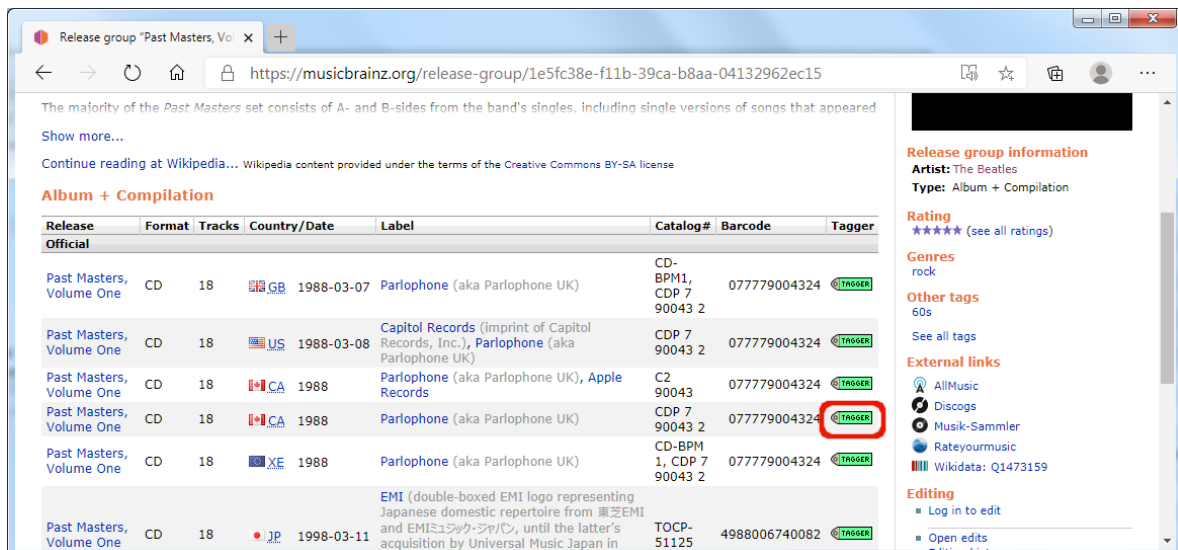 Release group "Past Masters, Vol
https://musicbrainz.org/release-group/1e5fc38e-f11b-39ca-b8aa-04132962ec15
The majority of the Past Masters set consists of A- and B-sides from the band's singles, including single versions of songs that appeared
Show more...
Continue reading at Wikipedia... Wikipedia content provided under the terms of the Creative Commons BY-SA license
Album + Compilation
Release Format Tracks Country/Date Label Catalog# Barcode Tagger
Official
Past Masters, Volume One CD 18 GB 1988-03-07 Parlophone (aka Parlophone UK) CD-BPM1, CDP 7 90043 2 077779004324 TAGGER
Past Masters, Volume One CD 18 US 1988-03-08 Capitol Records (imprint of Capitol Records, Inc.), Parlophone (aka Parlophone UK) CDP 7 90043 2 077779004324 TAGGER
Past Masters, Volume One CD 18 CA 1988 Parlophone (aka Parlophone UK), Apple Records C2 90043 077779004324 TAGGER
Past Masters, Volume One CD 18 CA 1988 Parlophone (aka Parlophone UK) CDP 7 90043 2 077779004324 TAGGER
Past Masters, Volume One CD 18 XE 1988 Parlophone (aka Parlophone UK) CD-BPM 1, CDP 7 90043 2 077779004324 TAGGER
Past Masters, Volume One CD 18 JP 1998-03-11 EMI (double-boxed EMI logo representing Japanese domestic repertoire from 東芝EMI and EMIミュージック・ジャパン, until the latter's acquisition by Universal Music Japan in TOCP-51125 4988006740082 TAGGER
Release group information
Artist: The Beatles
Type: Album + Compilation
Rating
★★★★★ (see all ratings)
Genres
rock
Other tags
60s
See all tags
External links
AllMusic
Discogs
Musik-Sammler
Rateyourmusic
Wikidata: Q1473159
Editing
Log in to edit
Open edits